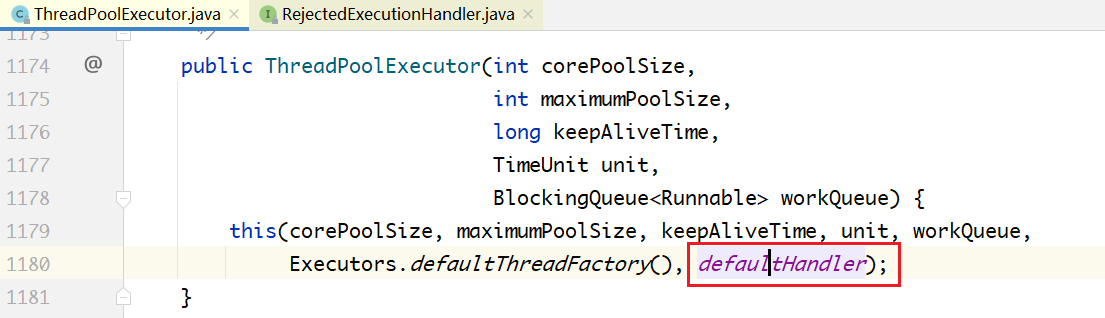 ThreadPoolExecutor.java × RejectedExecutionHandler.java ×
1173 */
1174 @ public ThreadPoolExecutor(int corePoolSize,
1175 int maximumPoolSize,
1176 long keepAliveTime,
1177 TimeUnit unit,
1178 BlockingQueue<Runnable> workQueue) {
1179 this(corePoolSize, maximumPoolSize, keepAliveTime, unit, workQueue,
1180 Executors.defaultThreadFactory(), defaultHandler);
1181 }